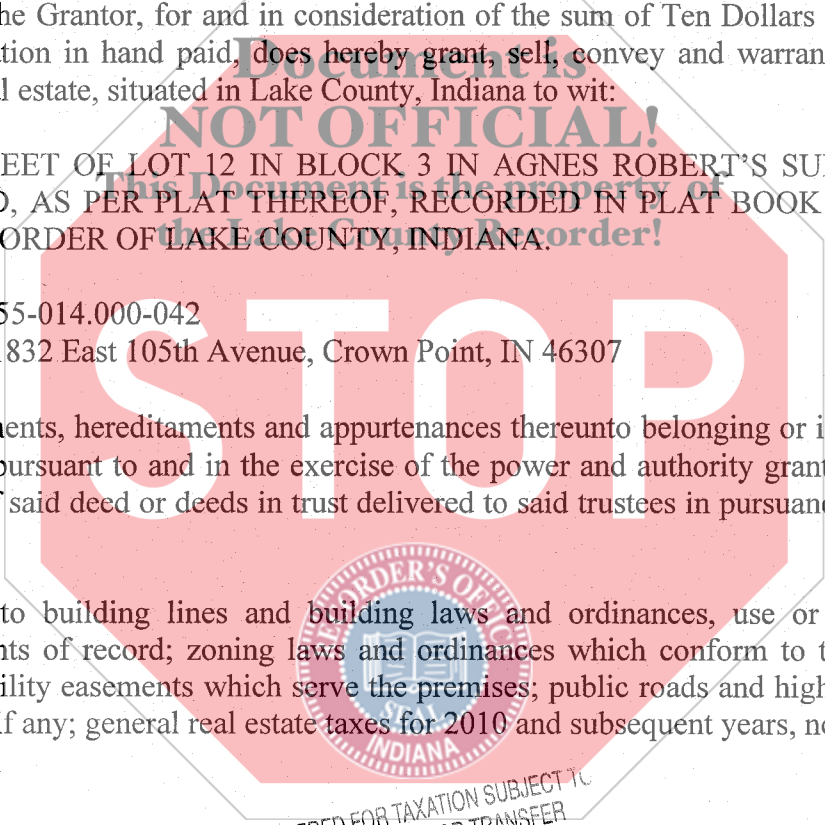 he Grantor, for and in consideration of the sum of Ten Dollars
tion in hand paid, does hereby grant, sell, convey and warran
Document is
l estate, situated in Lake County, Indiana to wit:
NOT OFFICIAL!
EET OF LOT 12 IN BLOCK 3 IN AGNES ROBERT'S SU
This Document is the property of
, AS PER PLAT THEREOF, RECORDED IN PLAT BOOK
the Lake County Recorder!
ORDER OF LAKE COUNTY, INDIANA.
55-014.000-042
STOP
832 East 105th Avenue, Crown Point, IN 46307
ents, hereditaments and appurtenances thereunto belonging or i
pursuant to and in the exercise of the power and authority grant
said deed or deeds in trust delivered to said trustees in pursuan
RECORDER'S OFFICE
to building lines and building laws and ordinances, use or
nts of record; zoning laws and ordinances which conform to t
ility easements which serve the premises; public roads and high
SEAL
if any; general real estate taxes for 2010 and subsequent years, n
INDIANA
FOR TAXATION SUBJECT
TRANSFER